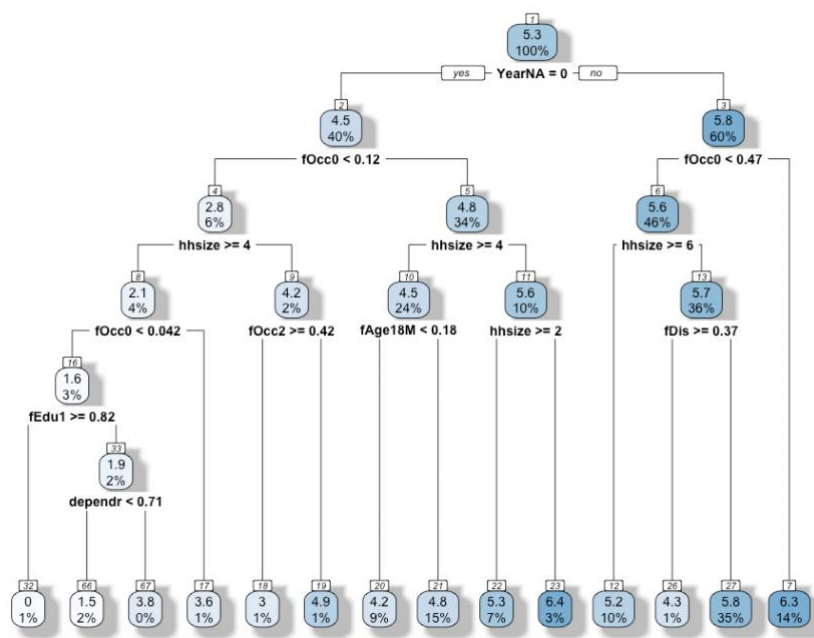 1
5.3
100%
yes YearNA = 0 no
2 3
4.5 5.8
40% 60%
fOcc0 < 0.12 fOcc0 < 0.47
4 5 6
2.8 4.8 5.6
6% 34% 46%
hhsize >= 4 hhsize >= 4 hhsize >= 6
8 9 10 11 13
2.1 4.2 4.5 5.6 5.7
4% 2% 24% 10% 36%
fOcc0 < 0.042 fOcc2 >= 0.42 fAge18M < 0.18 hhsize >= 2 fDis >= 0.37
16
1.6
3%
fEdu1 >= 0.82
33
1.9
2%
dependr < 0.71
32 66 67 17 18 19 20 21 22 23 12 26 27 7
0 1.5 3.8 3.6 3 4.9 4.2 4.8 5.3 6.4 5.2 4.3 5.8 6.3
1% 2% 0% 1% 1% 1% 9% 15% 7% 3% 10% 1% 35% 14%